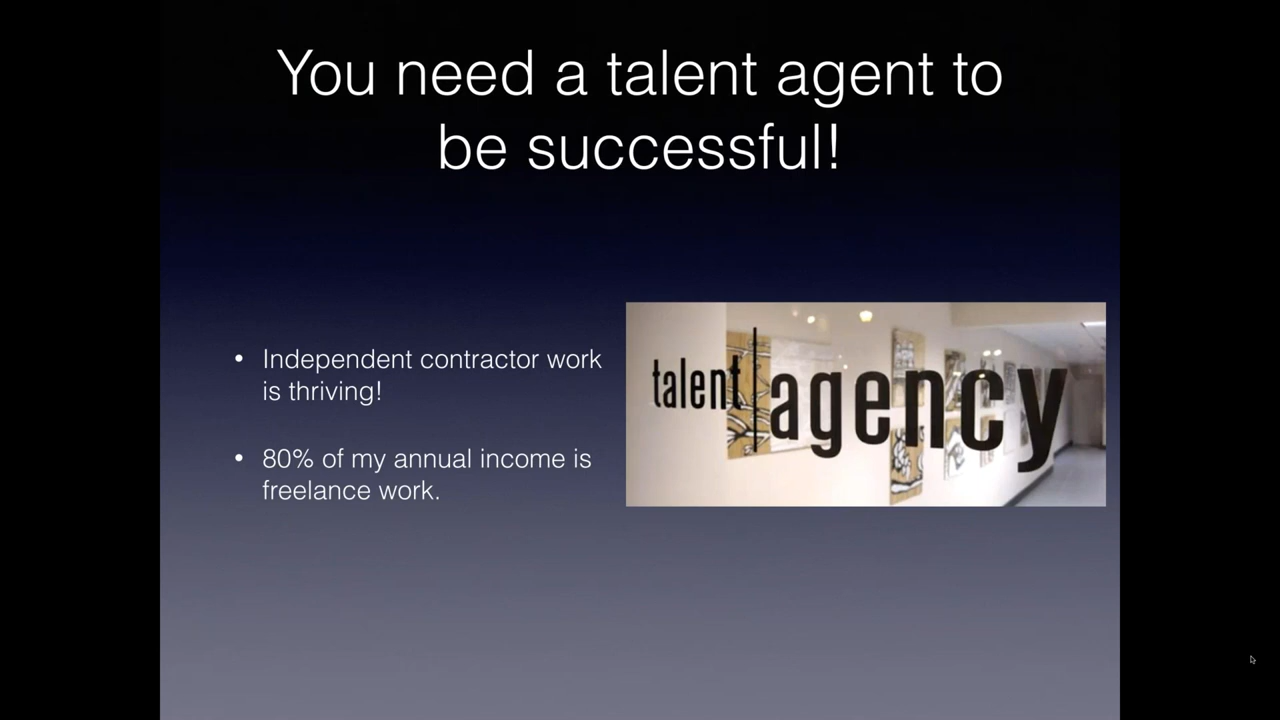 You need a talent agent to
be successful!
• Independent contractor work
is thriving!
• 80% of my annual income is
freelance work.
talent agency